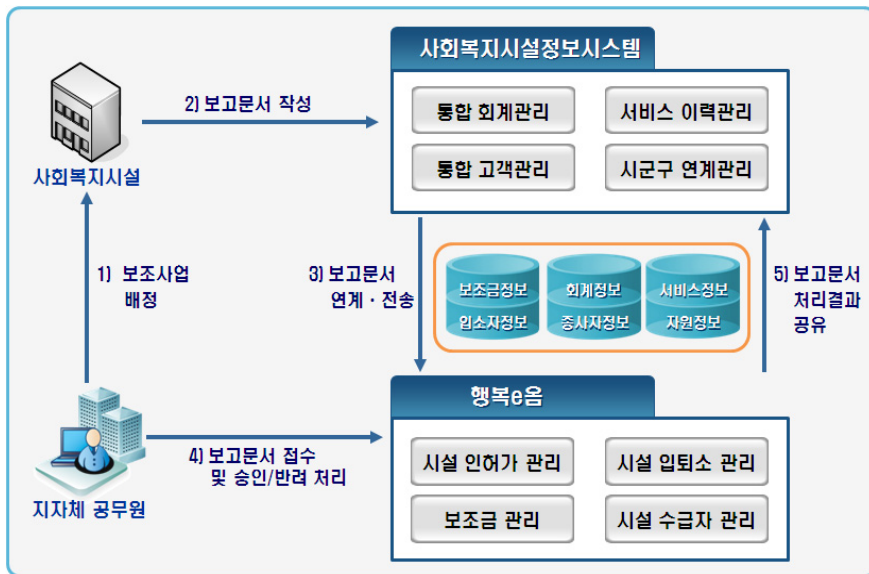 사회복지시설정보시스템
통합 회계관리
서비스 이력관리
통합 고객관리
시군구 연계관리
2) 보고문서 작성
사회복지시설
1) 보조사업
배정
3) 보고문서
연계·전송
보조금정보
입소자정보
회계정보
종사자정보
서비스정보
자원정보
5) 보고문서
처리결과
공유
행복e음
시설 인허가 관리
시설 입퇴소 관리
보조금 관리
시설 수급자 관리
4) 보고문서 접수
및 승인/반려 처리
지자체 공무원